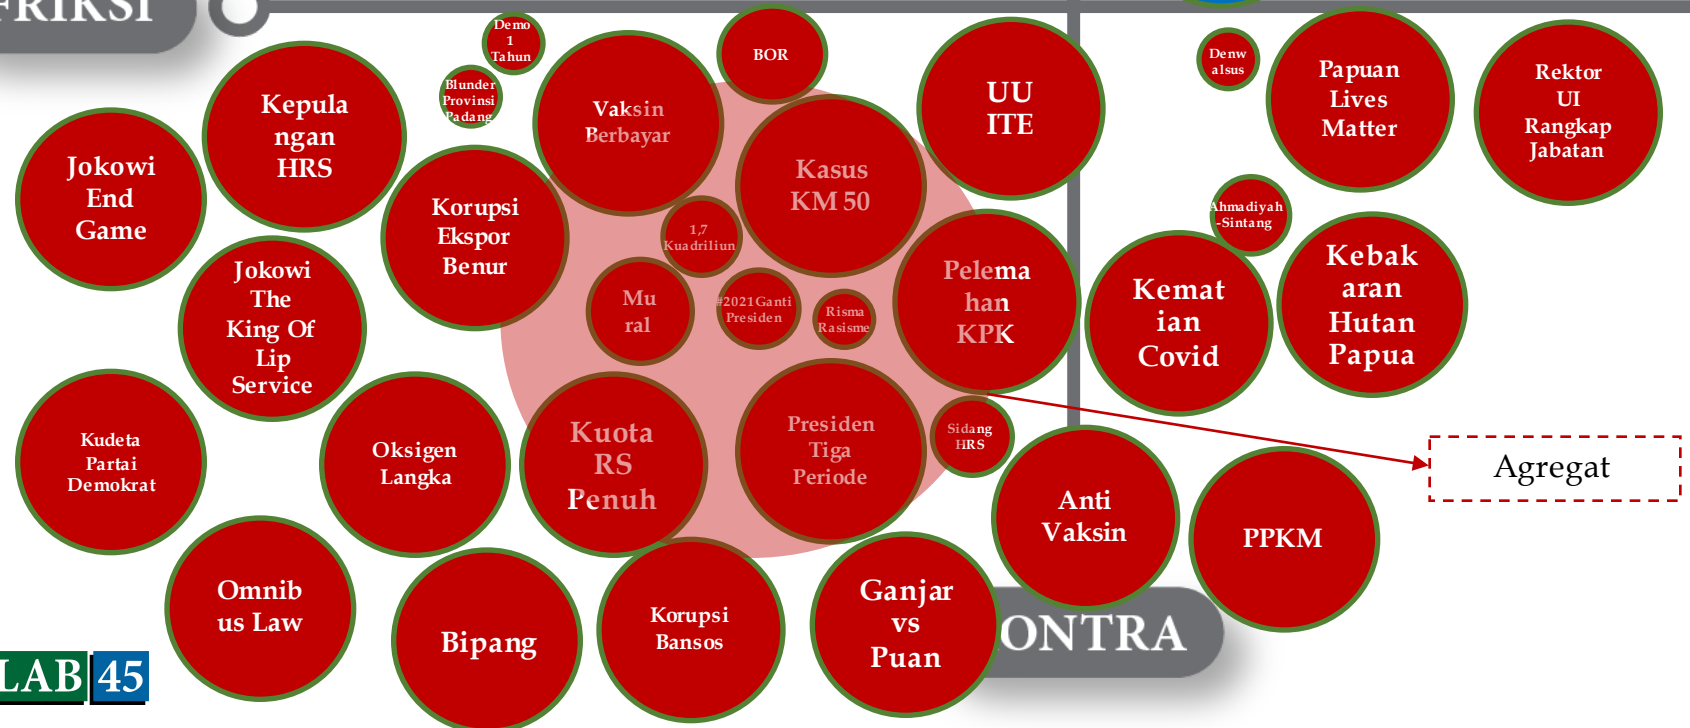 FRIKSI
Demo
1
Tahun
BOR
Denw
alsus
Papuan
Lives
Matter
Rektor
UI
Rangkap
Jabatan
Kepula
ngan
HRS
Blunder
Provinsi
Padang
Vaksin
Berbayar
UU
ITE
Jokowi
End
Game
Korupsi
Ekspor
Benur
Kasus
KM 50
1,7
Kuadriliun
Ahmadiyah
-Sintang
Jokowi
The
King Of
Lip
Service
Mu
ral
#2021Ganti
Presiden
Risma
Rasisme
Pelema
han
KPK
Kemat
ian
Covid
Kebak
aran
Hutan
Papua
Kudeta
Partai
Demokrat
Oksigen
Langka
Kuota
RS
Penuh
Presiden
Tiga
Periode
Sidang
HRS
Agregat
Anti
Vaksin
PPKM
Omnib
us Law
Bipang
Korupsi
Bansos
Ganjar
vs
Puan
ONTRA
LAB 45